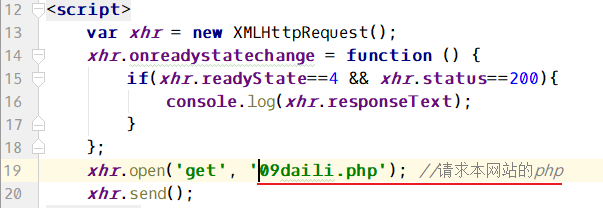 12 <script>
13 var xhr = new XMLHttpRequest();
14 xhr.onreadystatechange = function () {
15 if(xhr.readyState==4 && xhr.status==200){
16 console.log(xhr.responseText);
17 }
18 };
19 xhr.open('get', '09daili.php'); //请求本网站的php
20 xhr.send();